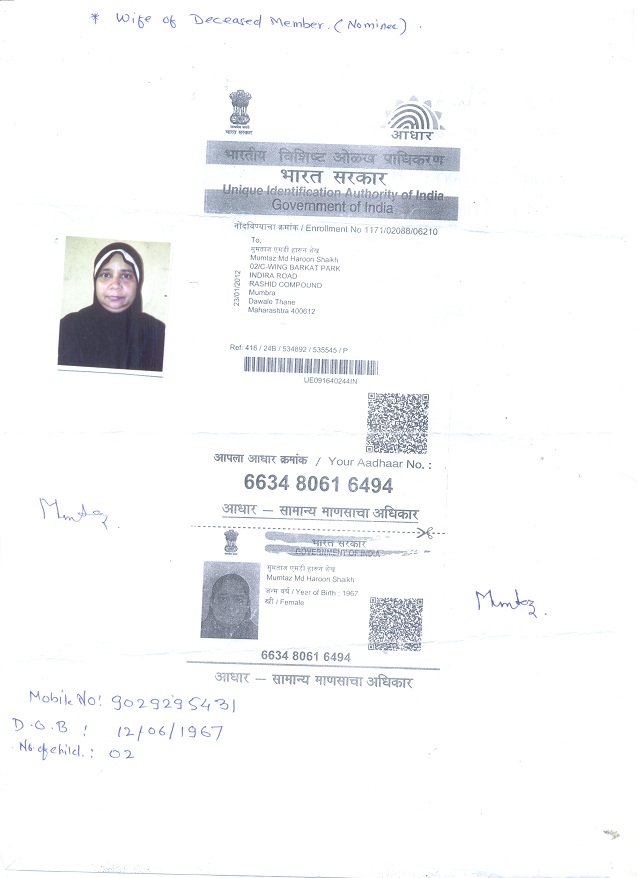 * Wife of Deceased Member. (Nominee).
भारत सरकार
आधार
भारतीय विशिष्ट ओळख प्राधिकरण
भारत सरकार
Unique Identification Authority of India
Government of India
नोंदविण्याचा क्रमांक / Enrollment No 1171/02088/06210
To,
मुमताज एमडी हारुन शेख
Mumtaz Md Haroon Shaikh
02/C-WING BARKAT PARK
INDIRA ROAD
RASHID COMPOUND
Mumbra
Dawale Thane
Maharashtra 400612
23/01/2012
Ref: 416 / 24B / 534892 / 535545 / P
UE091640244IN
आपला आधार क्रमांक / Your Aadhaar No. :
6634 8061 6494
आधार – सामान्य माणसाचा अधिकार
Mumtaz.
भारत सरकार
GOVERNMENT OF INDIA
मुमताज एमडी हारुन शेख
Mumtaz Md Haroon Shaikh
जन्म वर्ष / Year of Birth : 1967
स्त्री / Female
Mumtaz.
6634 8061 6494
आधार – सामान्य माणसाचा अधिकार
Mobile No: 9029295431
D.O.B : 12/06/1967
No. of child. : 02